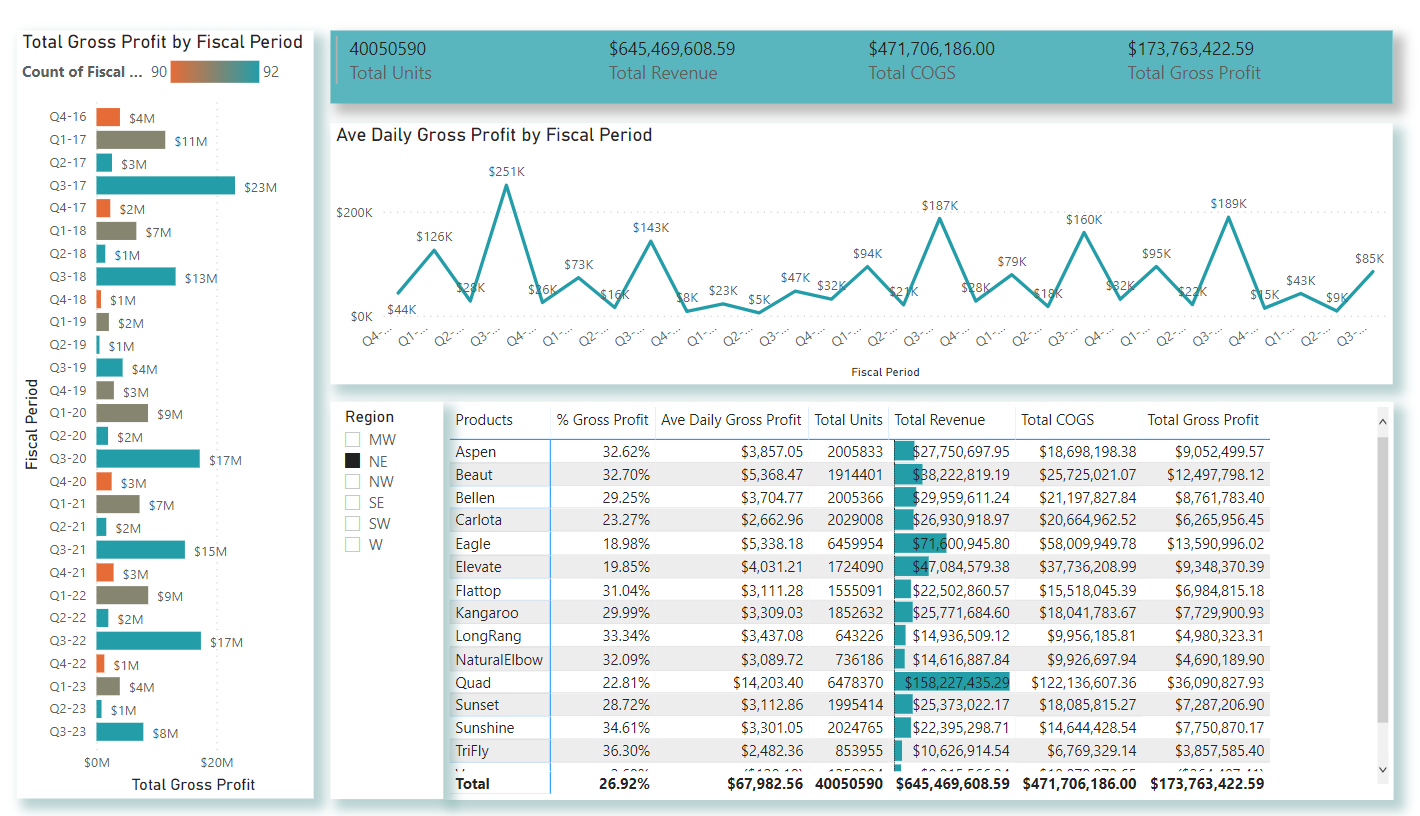 Total Gross Profit by Fiscal Period
Count of Fiscal ... 90 92
Q4-16 $4M
Q1-17 $11M
Q2-17 $3M
Q3-17 $23M
Q4-17 $2M
Q1-18 $7M
Q2-18 $1M
Q3-18 $13M
Q4-18 $1M
Q1-19 $2M
Q2-19 $1M
Q3-19 $4M
Q4-19 $3M
Q1-20 $9M
Q2-20 $2M
Q3-20 $17M
Q4-20 $3M
Q1-21 $7M
Q2-21 $2M
Q3-21 $15M
Q4-21 $3M
Q1-22 $9M
Q2-22 $2M
Q3-22 $17M
Q4-22 $1M
Q1-23 $4M
Q2-23 $1M
Q3-23 $8M
Fiscal Period
$0M $20M
Total Gross Profit
40050590 $645,469,608.59 $471,706,186.00 $173,763,422.59
Total Units Total Revenue Total COGS Total Gross Profit
Ave Daily Gross Profit by Fiscal Period
$200K
$0K
$44K $126K $28K $251K $26K $73K $16K $143K $8K $23K $5K $47K $32K $94K $21K $187K $28K $79K $18K $160K $32K $95K $22K $189K $15K $43K $9K $85K
Q4-... Q1-... Q2-... Q3-... Q4-... Q1-... Q2-... Q3-... Q4-... Q1-... Q2-... Q3-... Q4-... Q1-... Q2-... Q3-... Q4-... Q1-... Q2-... Q3-... Q4-... Q1-... Q2-... Q3-... Q4-... Q1-... Q2-... Q3-...
Fiscal Period
Region
MW
NE
NW
SE
SW
W
Products % Gross Profit Ave Daily Gross Profit Total Units Total Revenue Total COGS Total Gross Profit
Aspen 32.62% $3,857.05 2005833 $27,750,697.95 $18,698,198.38 $9,052,499.57
Beaut 32.70% $5,368.47 1914401 $38,222,819.19 $25,725,021.07 $12,497,798.12
Bellen 29.25% $3,704.77 2005366 $29,959,611.24 $21,197,827.84 $8,761,783.40
Carlota 23.27% $2,662.96 2029008 $26,930,918.97 $20,664,962.52 $6,265,956.45
Eagle 18.98% $5,338.18 6459954 $71,600,945.80 $58,009,949.78 $13,590,996.02
Elevate 19.85% $4,031.21 1724090 $47,084,579.38 $37,736,208.99 $9,348,370.39
Flattop 31.04% $3,111.28 1555091 $22,502,860.57 $15,518,045.39 $6,984,815.18
Kangaroo 29.99% $3,309.03 1852632 $25,771,684.60 $18,041,783.67 $7,729,900.93
LongRang 33.34% $3,437.08 643226 $14,936,509.12 $9,956,185.81 $4,980,323.31
NaturalElbow 32.09% $3,089.72 736186 $14,616,887.84 $9,926,697.94 $4,690,189.90
Quad 22.81% $14,203.40 6478370 $158,227,435.29 $122,136,607.36 $36,090,827.93
Sunset 28.72% $3,112.86 1995414 $25,373,022.17 $18,085,815.27 $7,287,206.90
Sunshine 34.61% $3,301.05 2024765 $22,395,298.71 $14,644,428.54 $7,750,870.17
TriFly 36.30% $2,482.36 853955 $10,626,914.54 $6,769,329.14 $3,857,585.40
Total 26.92% $67,982.56 40050590 $645,469,608.59 $471,706,186.00 $173,763,422.59